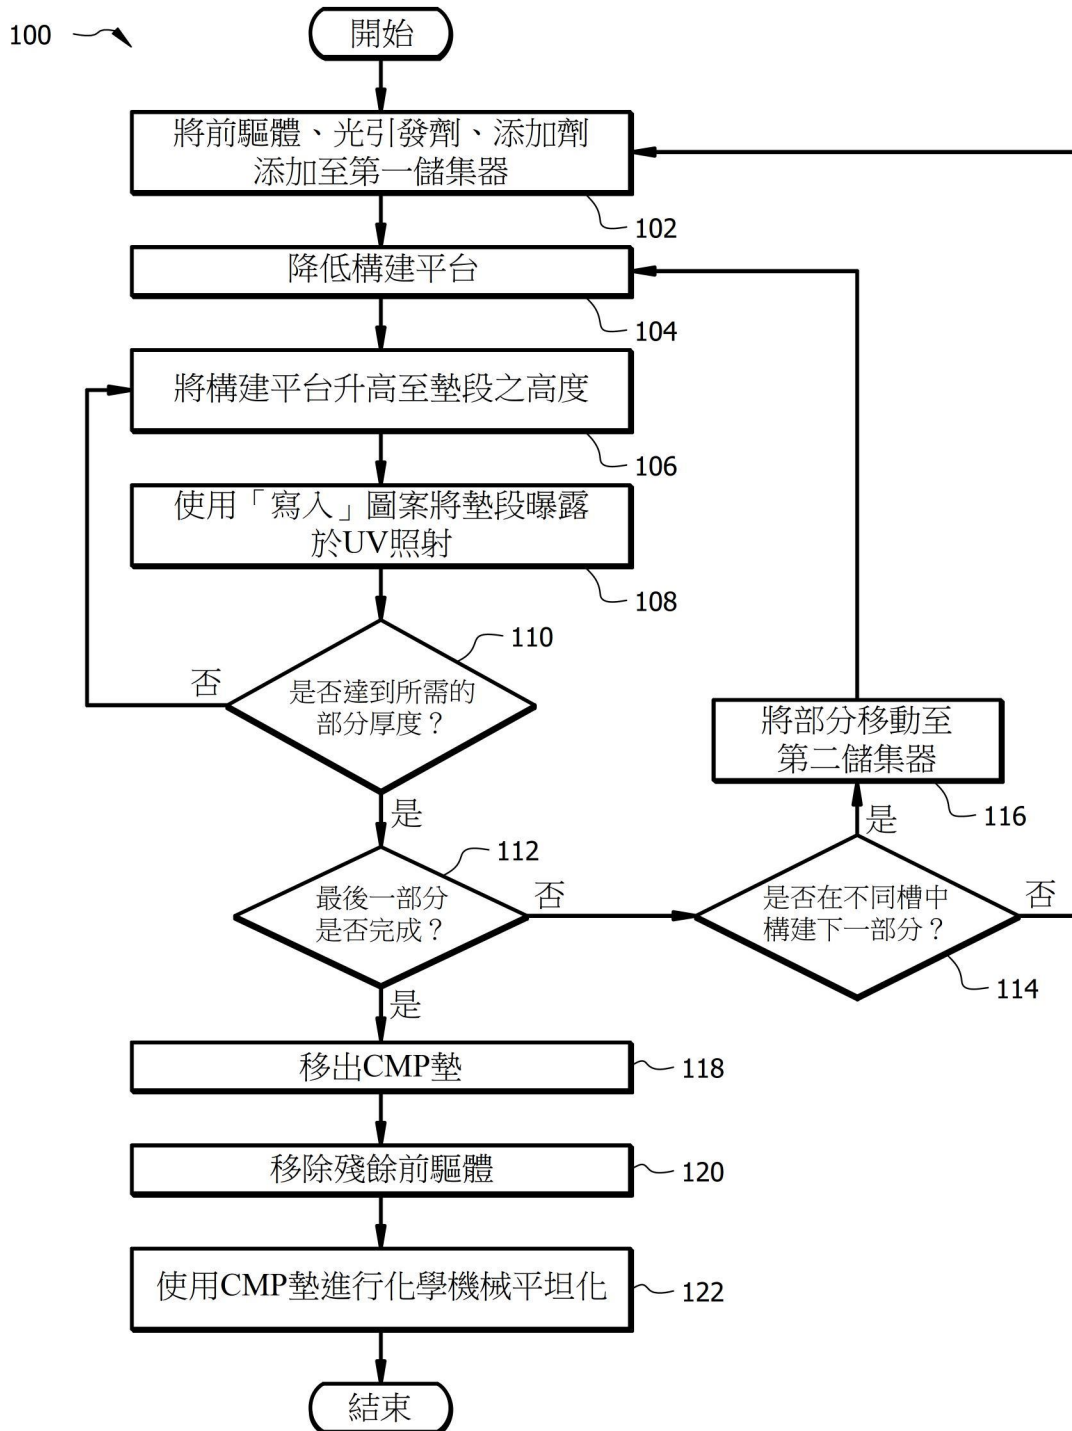 100
開始
將前驅體、光引發劑、添加劑
添加至第一儲集器
102
降低構建平台
104
將構建平台升高至墊段之高度
106
使用「寫入」圖案將墊段曝露
於UV照射
108
110
否
是否達到所需的
部分厚度？
是
將部分移動至
第二儲集器
116
是
112
最後一部分
是否完成？
否
是否在不同槽中
構建下一部分？
否
114
是
移出CMP墊
118
移除殘餘前驅體
120
使用CMP墊進行化學機械平坦化
122
結束